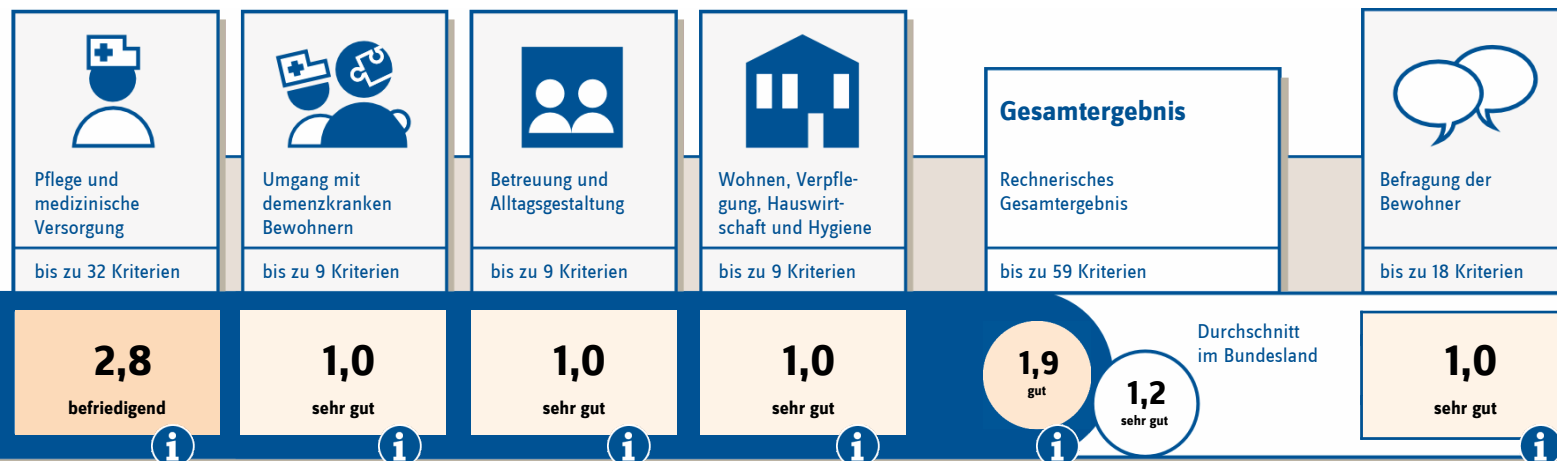 Pflege und
medizinische
Versorgung
bis zu 32 Kriterien
2,8
befriedigend
i
Umgang mit
demenzkranken
Bewohnern
bis zu 9 Kriterien
1,0
sehr gut
i
Betreuung und
Alltagsgestaltung
bis zu 9 Kriterien
1,0
sehr gut
i
Wohnen, Verpfle-
gung, Hauswirt-
schaft und Hygiene
bis zu 9 Kriterien
1,0
sehr gut
i
Gesamtergebnis
Rechnerisches
Gesamtergebnis
bis zu 59 Kriterien
1,9
gut
i
1,2
sehr gut
Durchschnitt
im Bundesland
Befragung der
Bewohner
bis zu 18 Kriterien
1,0
sehr gut
i